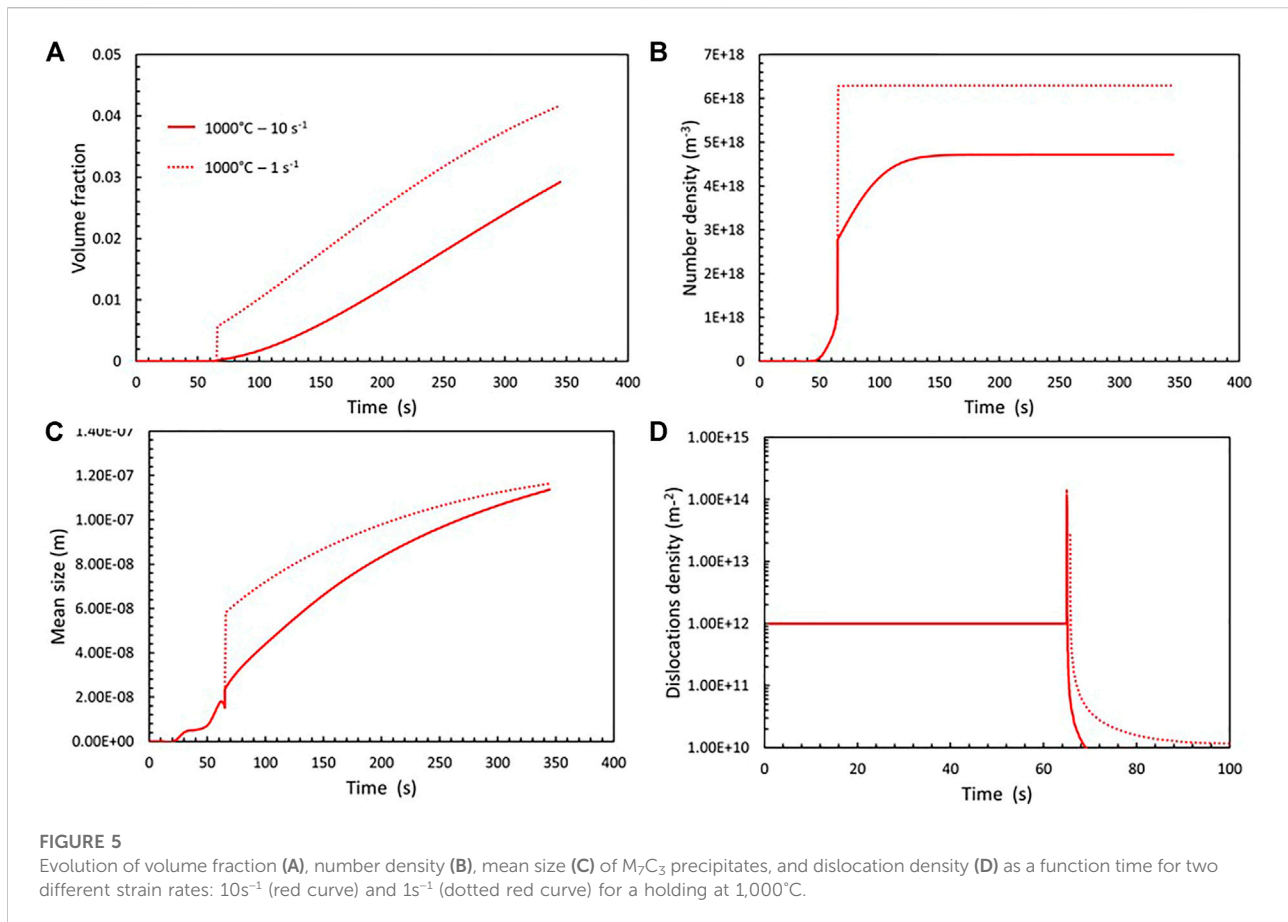 A
0.05
0.04
0.03
0.02
0.01
0
Volume fraction
1000°C – 10 s⁻¹
1000°C – 1 s⁻¹
0 50 100 150 200 250 300 350 400
Time (s)
B
7E+18
6E+18
5E+18
4E+18
3E+18
2E+18
1E+18
0
Number density (m⁻³)
0 50 100 150 200 250 300 350 400
Time (s)
C
1.40E-07
1.20E-07
1.00E-07
8.00E-08
6.00E-08
4.00E-08
2.00E-08
0.00E+00
Mean size (m)
0 50 100 150 200 250 300 350 400
Time (s)
D
1.00E+15
1.00E+14
1.00E+13
1.00E+12
1.00E+11
1.00E+10
Dislocations density (m⁻²)
0 20 40 60 80 100
Time (s)
FIGURE 5
Evolution of volume fraction (A), number density (B), mean size (C) of M₇C₃ precipitates, and dislocation density (D) as a function time for two
different strain rates: 10s⁻¹ (red curve) and 1s⁻¹ (dotted red curve) for a holding at 1,000°C.